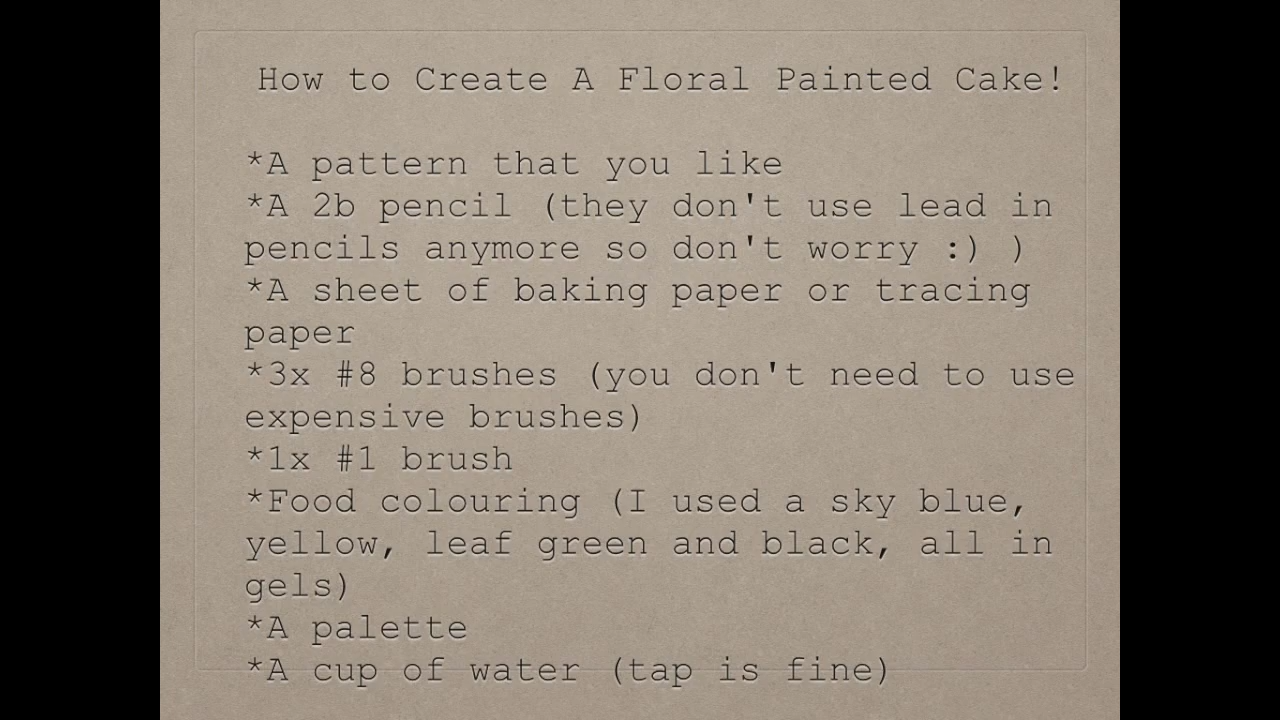 How to Create A Floral Painted Cake!
*A pattern that you like
*A 2b pencil (they don't use lead in
pencils anymore so don't worry :) )
*A sheet of baking paper or tracing
paper
*3x #8 brushes (you don't need to use
expensive brushes)
*1x #1 brush
*Food colouring (I used a sky blue,
yellow, leaf green and black, all in
gels)
*A palette
*A cup of water (tap is fine)